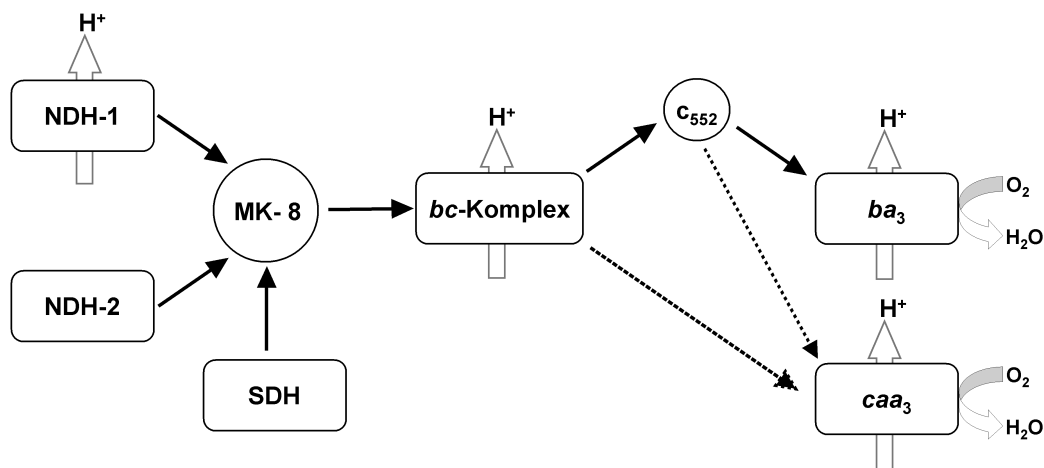 H⁺
NDH-1
MK- 8
NDH-2
SDH
H⁺
bc-Komplex
c₅₅₂
H⁺
ba₃
O₂
H₂O
H⁺
caa₃
O₂
H₂O